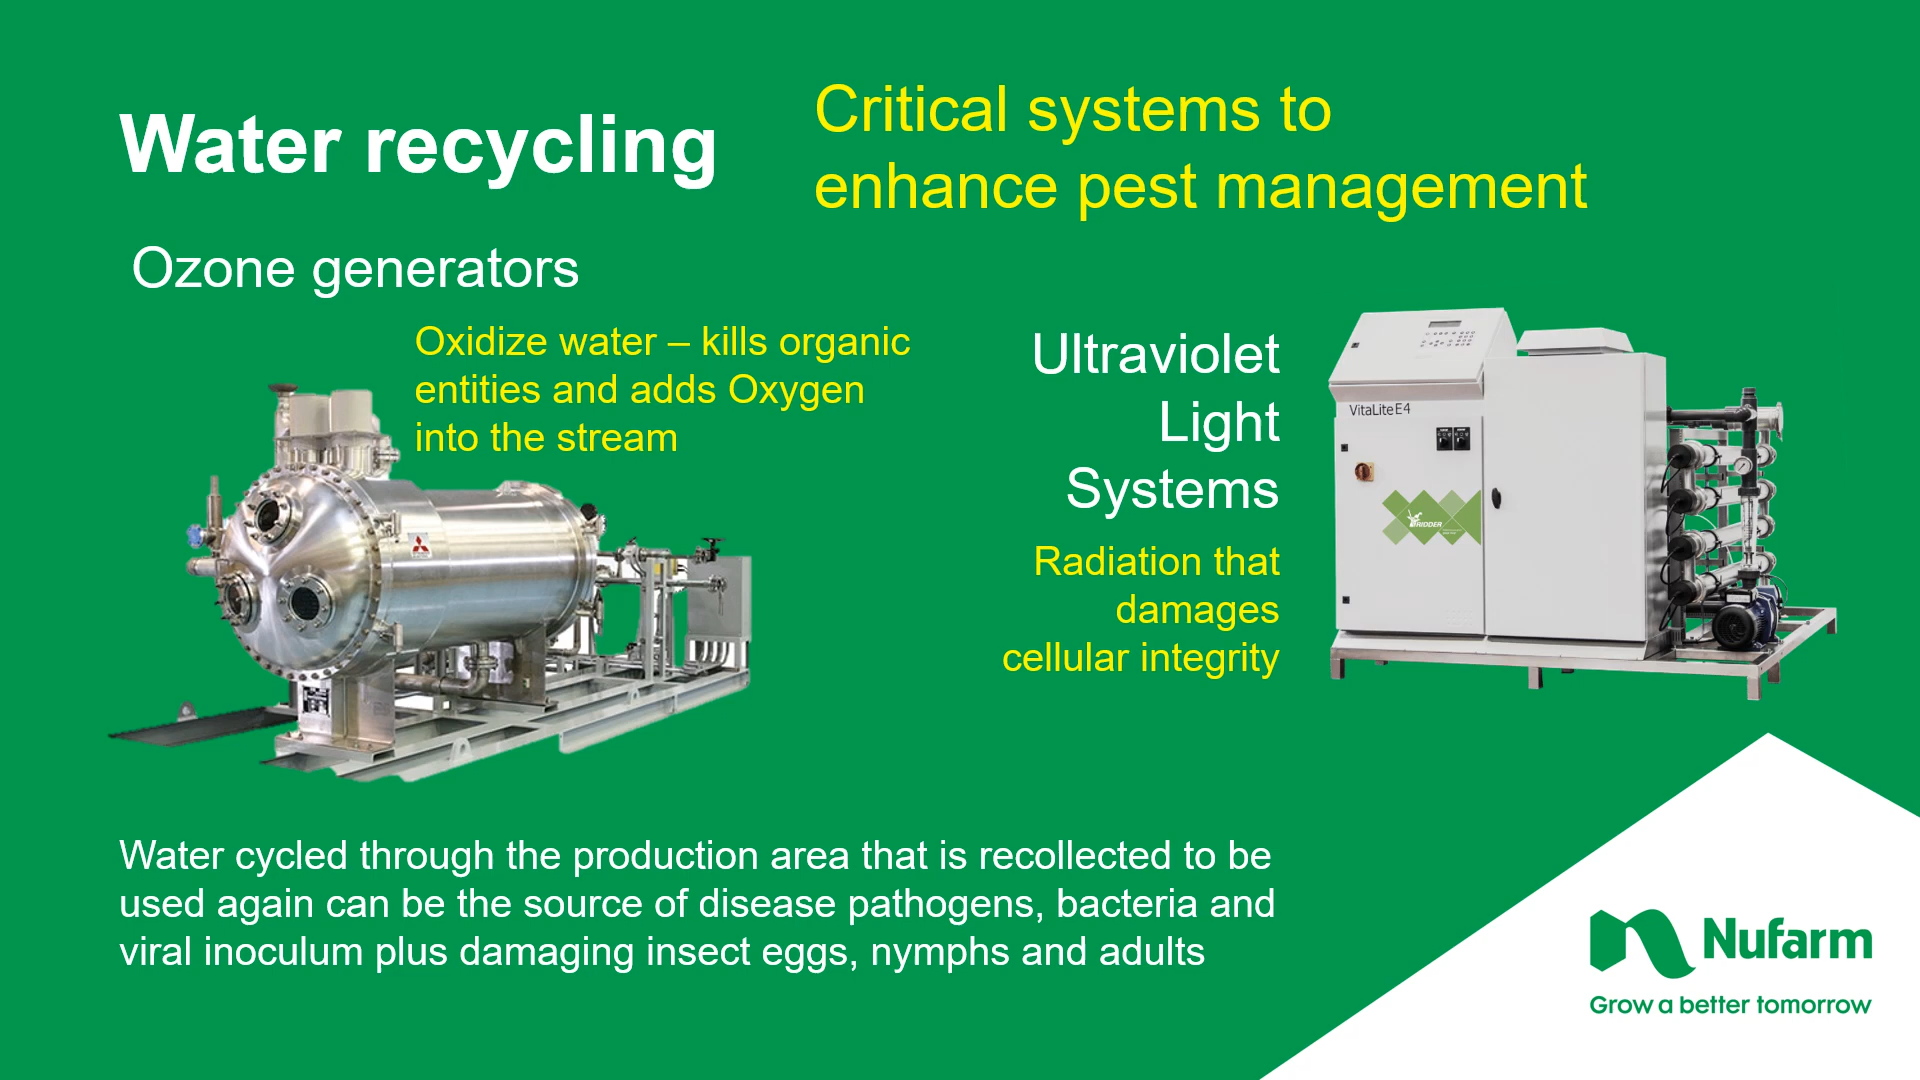 Water recycling
Critical systems to
enhance pest management
Ozone generators
Oxidize water – kills organic
entities and adds Oxygen
into the stream
Ultraviolet
Light
Systems
Radiation that
damages
cellular integrity
VitaLite E4
RIDDER
Water cycled through the production area that is recollected to be
used again can be the source of disease pathogens, bacteria and
viral inoculum plus damaging insect eggs, nymphs and adults
Nufarm
Grow a better tomorrow